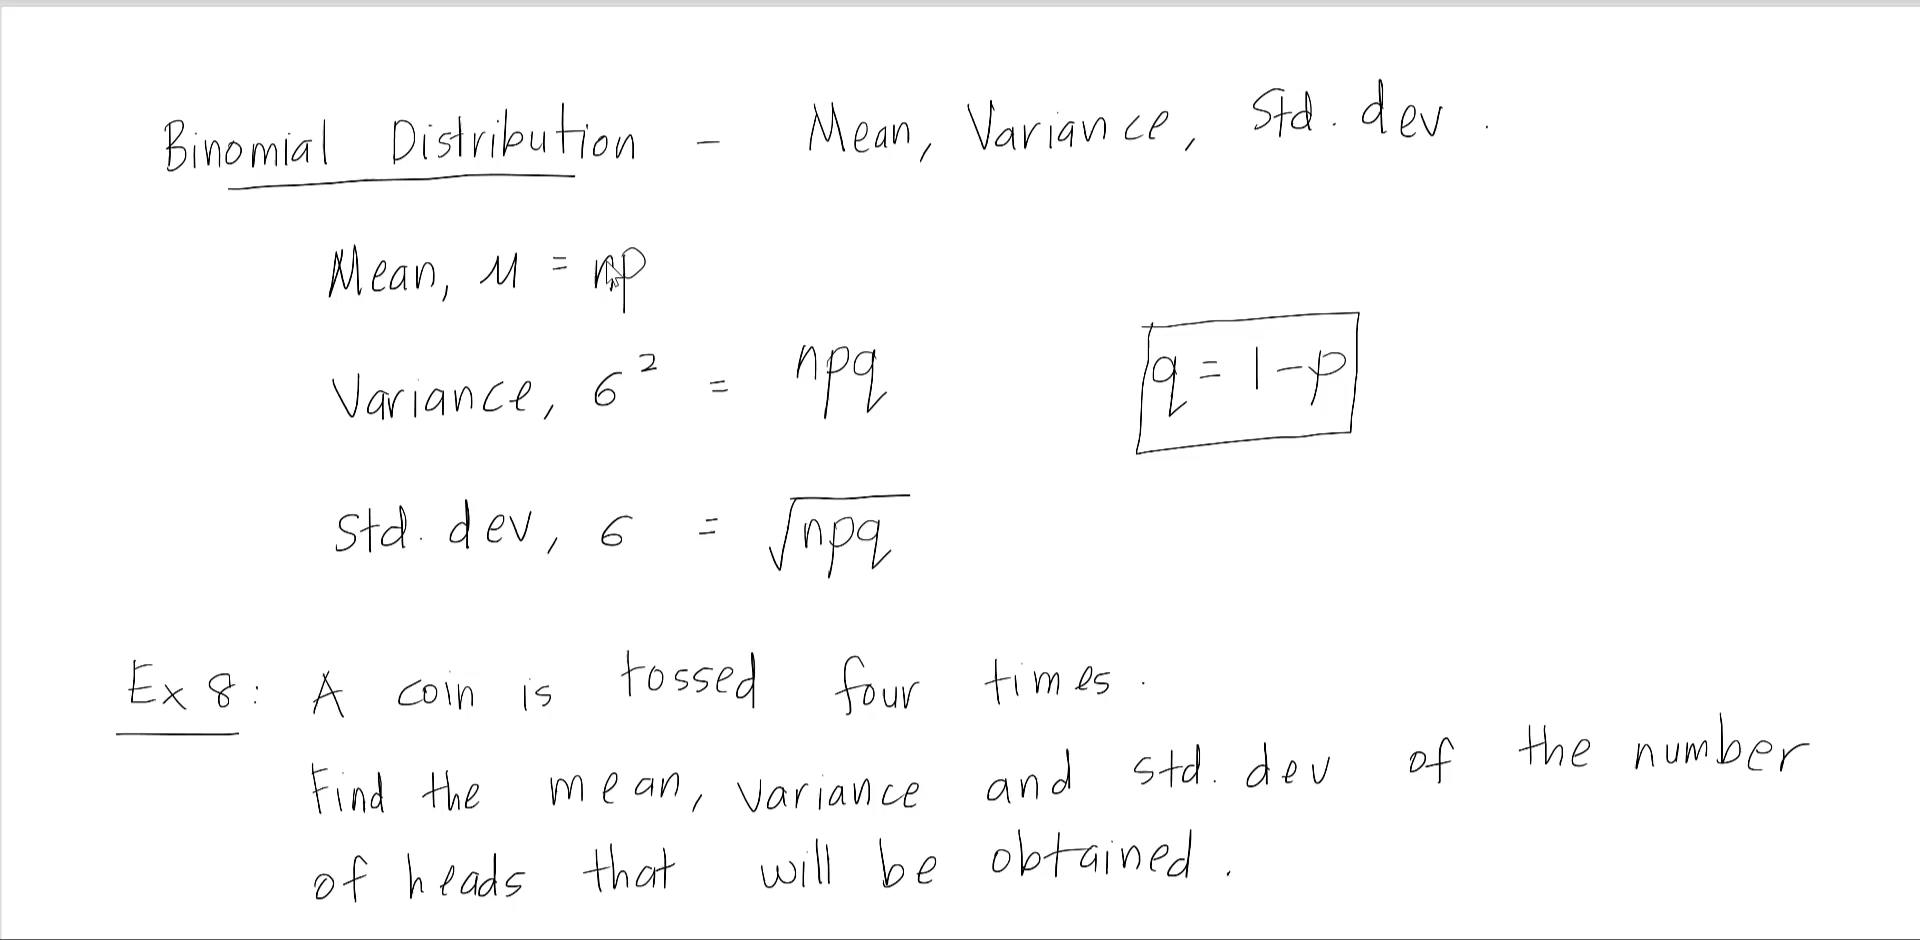 Binomial Distribution - Mean, Variance, Std. dev.
Mean, μ = np
Variance, σ² = npq
q = 1-p
Std. dev, σ = √npq
Ex 8: A coin is tossed four times.
Find the mean, variance and std. dev of the number
of heads that will be obtained.